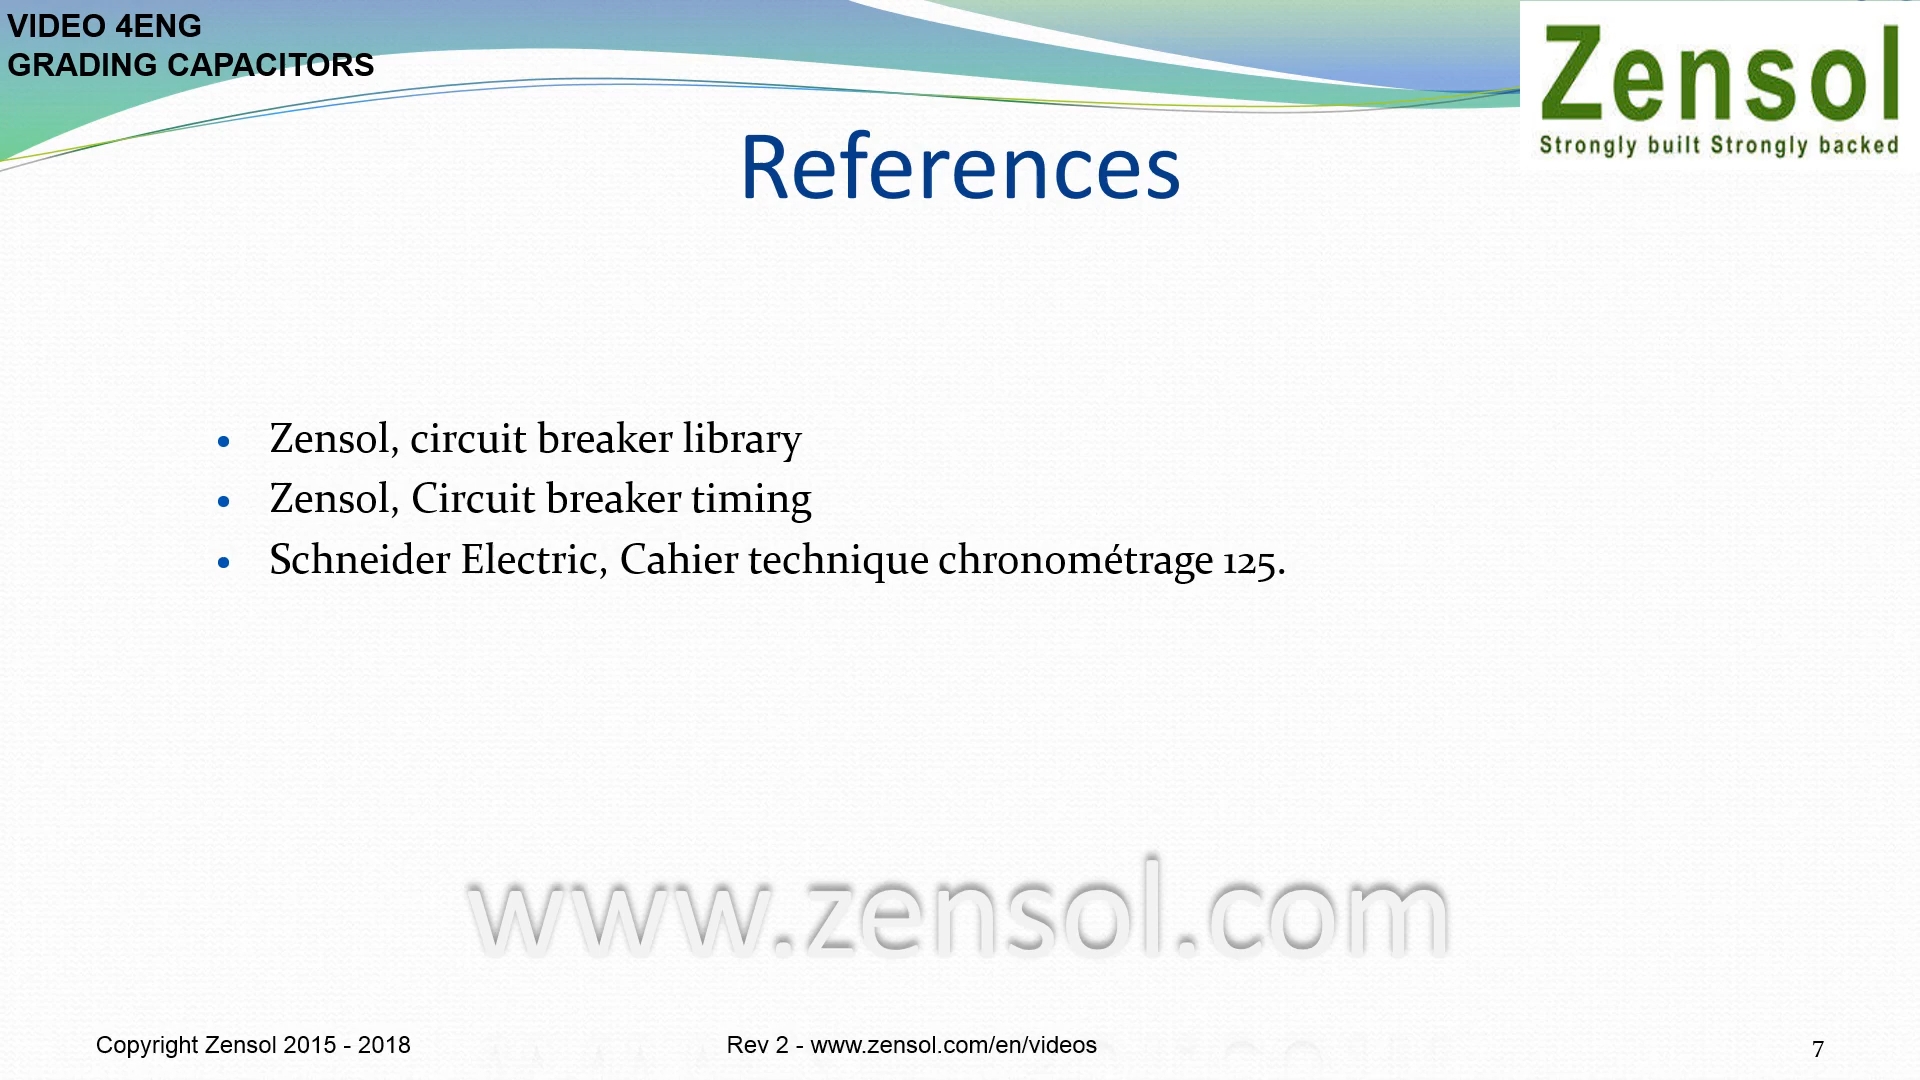 VIDEO 4ENG
GRADING CAPACITORS
Zensol
Strongly built Strongly backed
References
• Zensol, circuit breaker library
• Zensol, Circuit breaker timing
• Schneider Electric, Cahier technique chronométrage 125.
www.zensol.com
Copyright Zensol 2015 - 2018
Rev 2 - www.zensol.com/en/videos
7